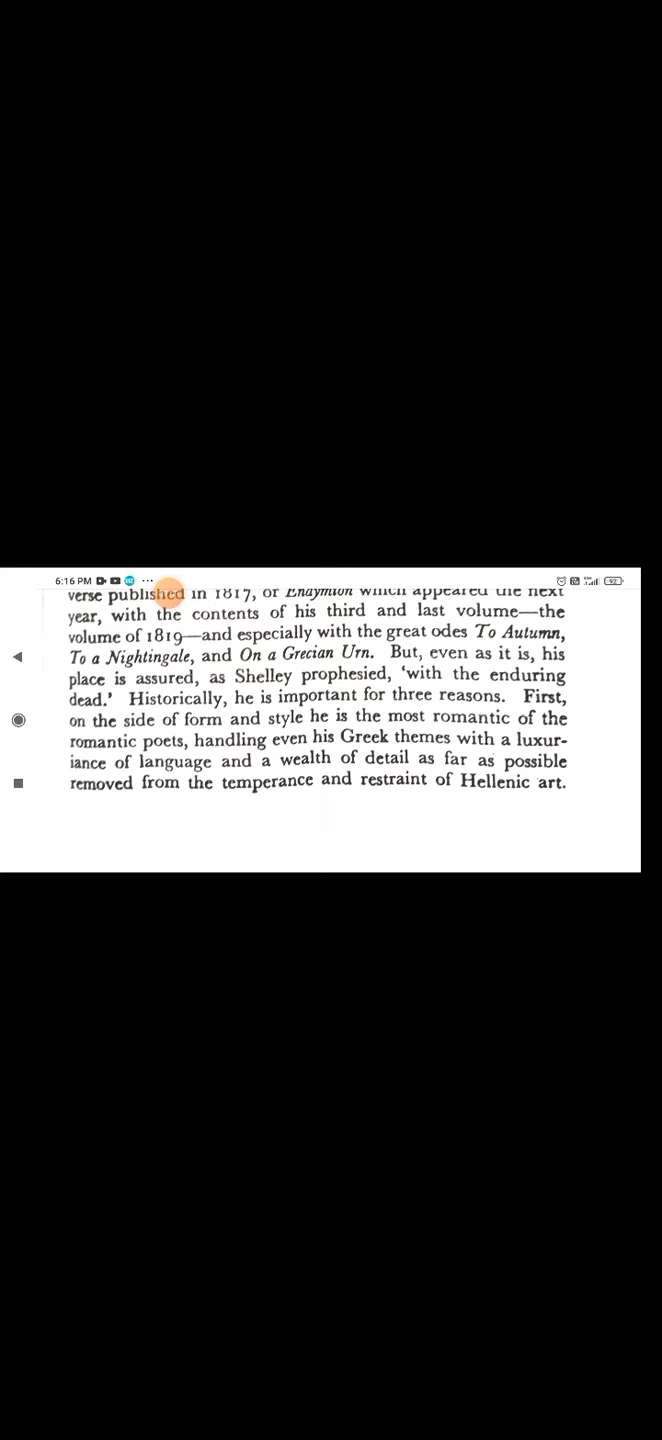 6:16 PM
verse published in 1817, or Endymion which appeared the next
year, with the contents of his third and last volume—the
volume of 1819—and especially with the great odes To Autumn,
To a Nightingale, and On a Grecian Urn. But, even as it is, his
place is assured, as Shelley prophesied, ‘with the enduring
dead.’ Historically, he is important for three reasons. First,
on the side of form and style he is the most romantic of the
romantic poets, handling even his Greek themes with a luxur-
iance of language and a wealth of detail as far as possible
removed from the temperance and restraint of Hellenic art.